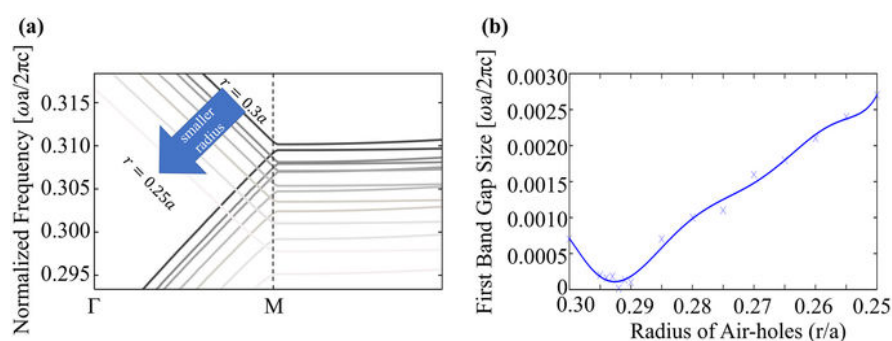 (a)
Normalized Frequency [ωa/2πc]
0.315
0.310
0.305
0.300
0.295
Γ
M
r = 0.3a
smaller
radius
r = 0.25a
(b)
First Band Gap Size [ωa/2πc]
0.0030
0.0025
0.0020
0.0015
0.0010
0.0005
0
0.30
0.29
0.28
0.27
0.26
0.25
Radius of Air-holes (r/a)